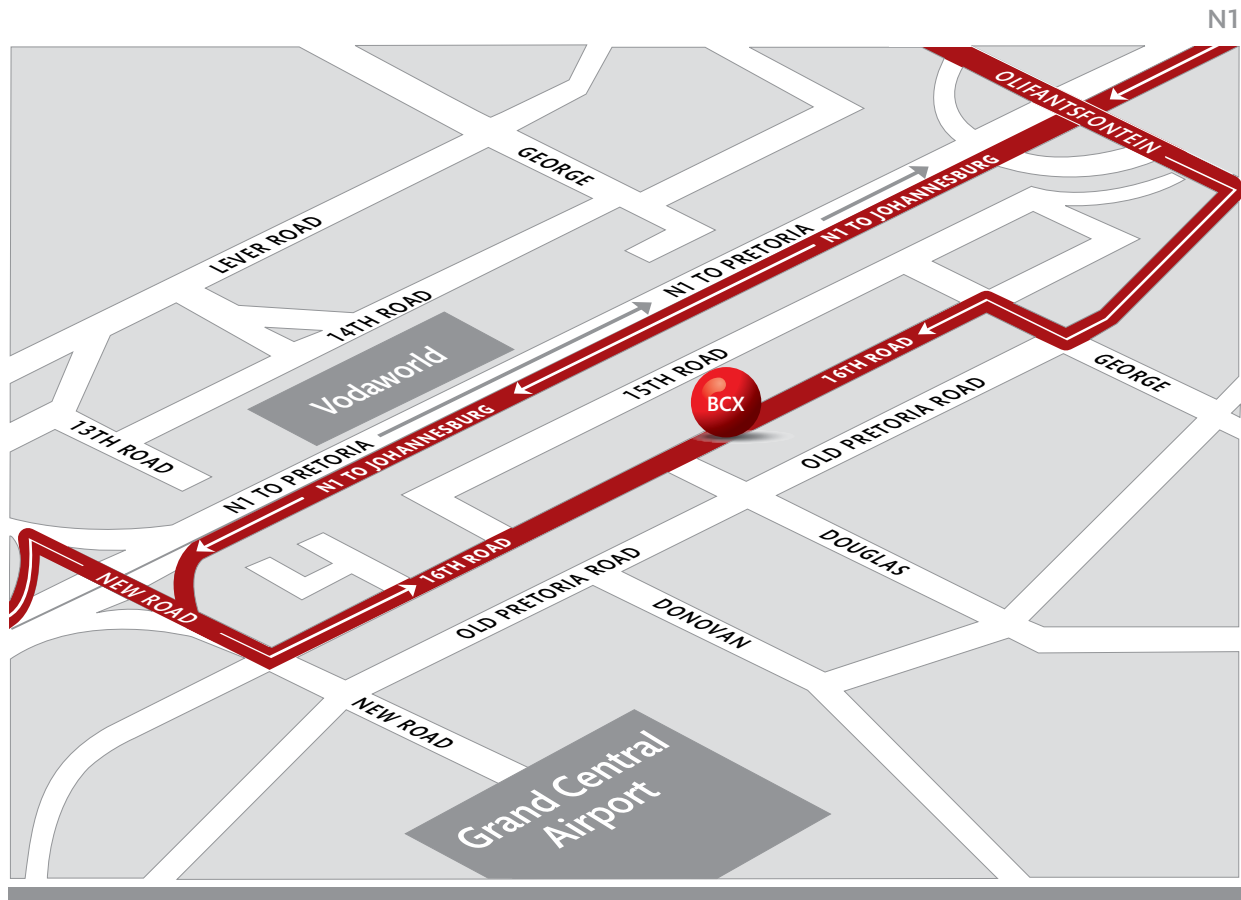 N1
OLIFANTSFONTEIN
GEORGE
N1 TO JOHANNESBURG
LEVER ROAD
N1 TO PRETORIA
14TH ROAD
Vodaworld
15TH ROAD
16TH ROAD
GEORGE
BCX
OLD PRETORIA ROAD
13TH ROAD
N1 TO PRETORIA
N1 TO JOHANNESBURG
16TH ROAD
DOUGLAS
NEW ROAD
OLD PRETORIA ROAD
DONOVAN
NEW ROAD
Grand Central
Airport